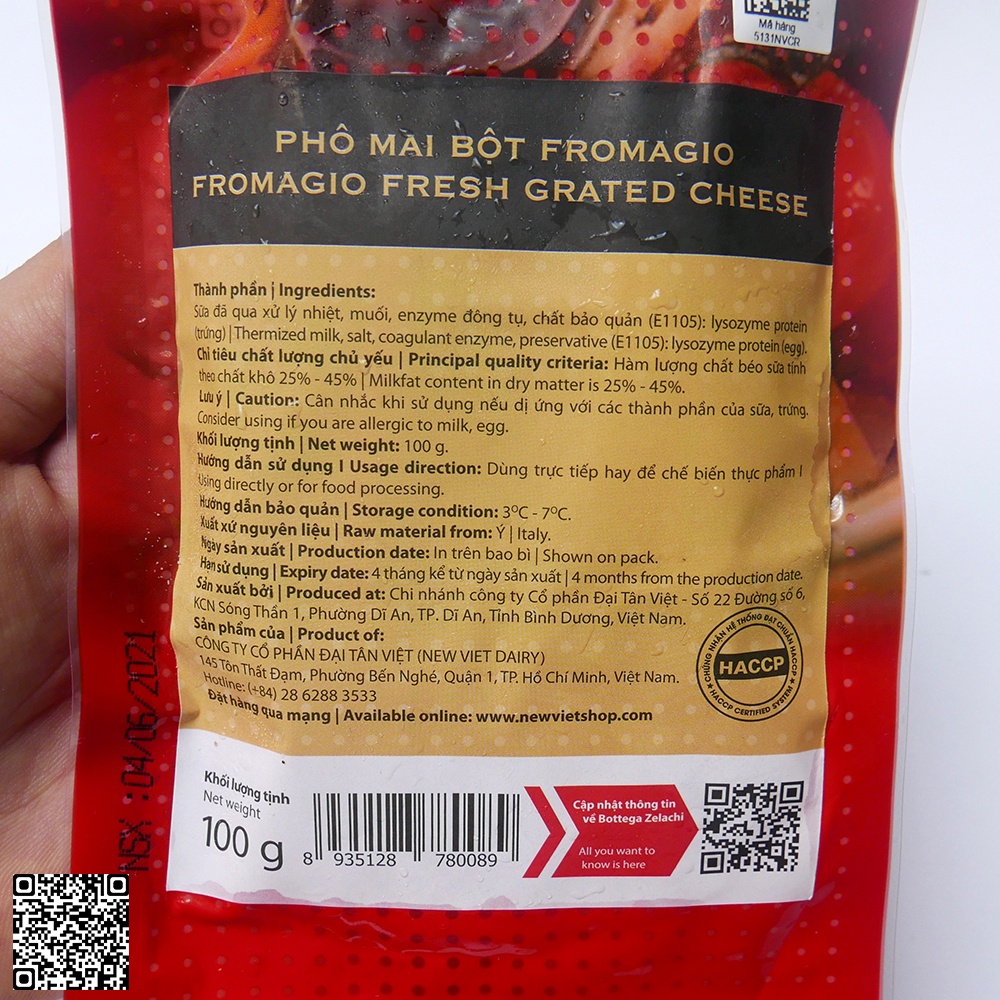 Mã hàng
5131NVCR
PHÔ MAI BỘT FROMAGIO
FROMAGIO FRESH GRATED CHEESE
Thành phần | Ingredients:
Sữa đã qua xử lý nhiệt, muối, enzyme đông tụ, chất bảo quản (E1105): lysozyme protein
(trứng) | Thermized milk, salt, coagulant enzyme, preservative (E1105): lysozyme protein (egg).
Chỉ tiêu chất lượng chủ yếu | Principal quality criteria: Hàm lượng chất béo sữa tính
theo chất khô 25% - 45% | Milkfat content in dry matter is 25% - 45%.
Lưu ý | Caution: Cân nhắc khi sử dụng nếu dị ứng với các thành phần của sữa, trứng.
Consider using if you are allergic to milk, egg.
Khối lượng tịnh | Net weight: 100 g.
Hướng dẫn sử dụng I Usage direction: Dùng trực tiếp hay để chế biến thực phẩm I
Using directly or for food processing.
Hướng dẫn bảo quản | Storage condition: 3⁰C - 7⁰C.
Xuất xứ nguyên liệu | Raw material from: Ý | Italy.
Ngày sản xuất | Production date: In trên bao bì | Shown on pack.
Hạn sử dụng | Expiry date: 4 tháng kể từ ngày sản xuất | 4 months from the production date.
Sản xuất bởi | Produced at: Chi nhánh công ty Cổ phần Đại Tân Việt - Số 22 Đường số 6,
KCN Sóng Thần 1, Phường Dĩ An, TP. Dĩ An, Tỉnh Bình Dương, Việt Nam.
Sản phẩm của | Product of:
CÔNG TY CỔ PHẦN ĐẠI TÂN VIỆT (NEW VIET DAIRY)
145 Tôn Thất Đạm, Phường Bến Nghé, Quận 1, TP. Hồ Chí Minh, Việt Nam.
Hotline: (+84) 28 6288 3533
Đặt hàng qua mạng | Available online: www.newvietshop.com
CHỨNG NHẬN HỆ THỐNG ĐẠT CHUẨN HACCP
HACCP
HACCP CERTIFIED SYSTEM
NSX : 04/06/2021
Khối lượng tịnh
Net weight
100 g
8 935128 780089
Cập nhật thông tin
về Bottega Zelachi
All you want to
know is here